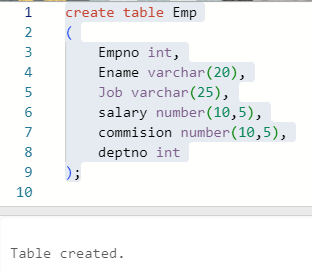 1 create table Emp
2 (
3 Empno int,
4 Ename varchar(20),
5 Job varchar(25),
6 salary number(10,5),
7 commision number(10,5),
8 deptno int
9 );
10
Table created.